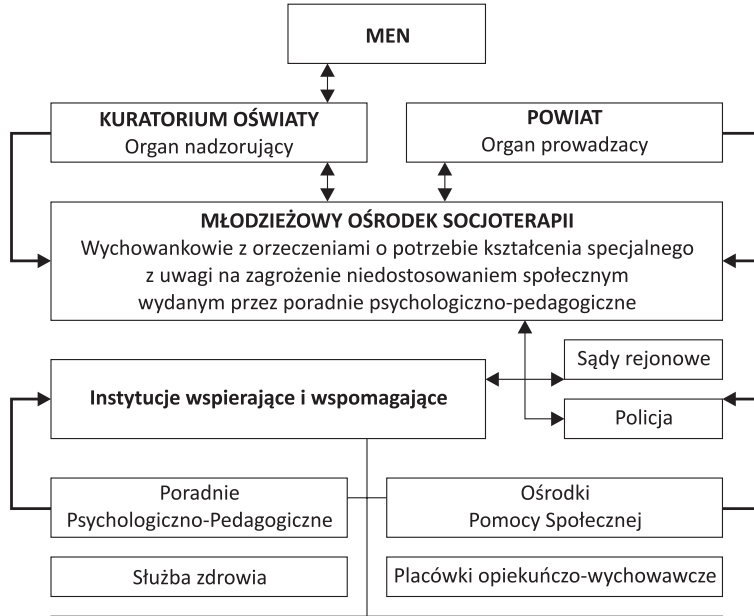 MEN
KURATORIUM OŚWIATY
Organ nadzorujący
POWIAT
Organ prowadzacy
MŁODZIEŻOWY OŚRODEK SOCJOTERAPII
Wychowankowie z orzeczeniami o potrzebie kształcenia specjalnego
z uwagi na zagrożenie niedostosowaniem społecznym
wydanym przez poradnie psychologiczno-pedagogiczne
Sądy rejonowe
Instytucje wspierające i wspomagające
Policja
Poradnie
Psychologiczno-Pedagogiczne
Ośrodki
Pomocy Społecznej
Służba zdrowia
Placówki opiekuńczo-wychowawcze